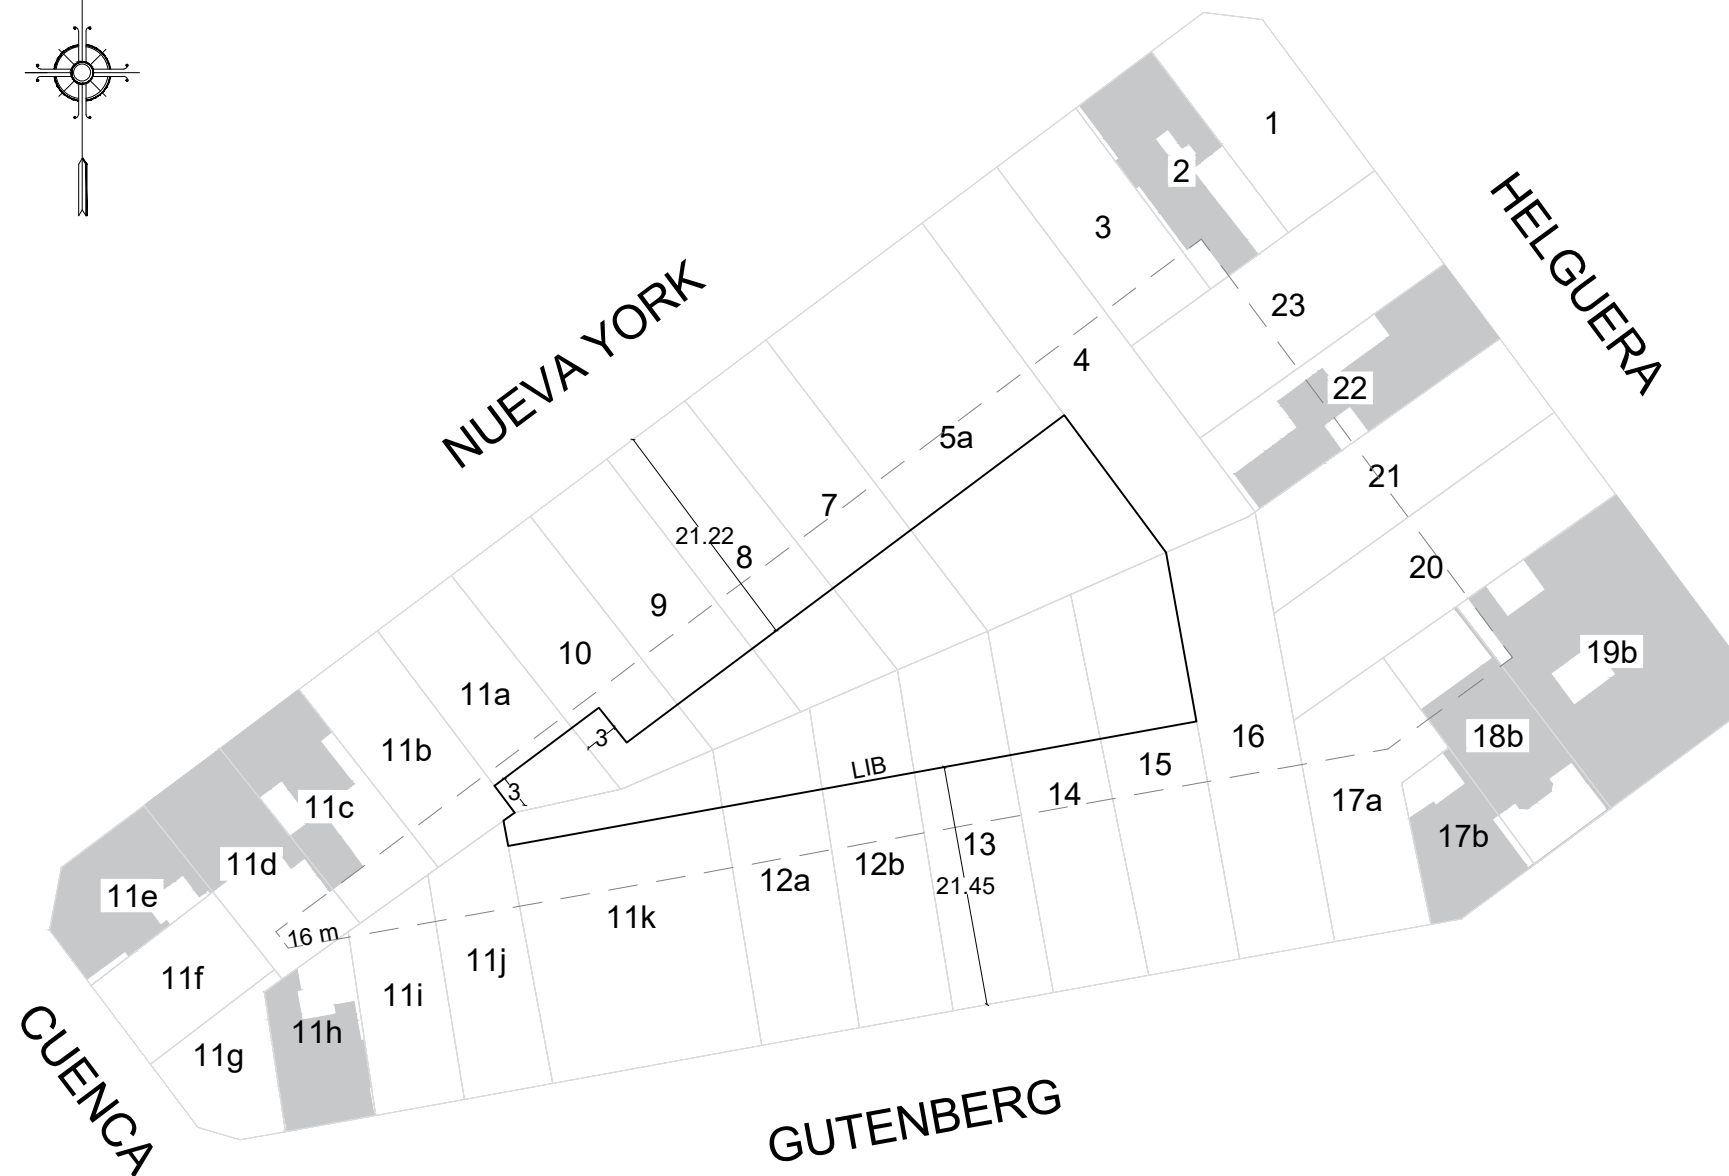 1
2
HELGUERA
3
NUEVA YORK
23
4
22
5a
21
7
21.22
8
20
9
10
19b
11a
3
16
18b
11b
LIB
15
3
14
17a
11c
17b
13
11d
12b
12a
21.45
11e
11k
16 m
11j
11f
11i
11h
CUENCA
11g
GUTENBERG